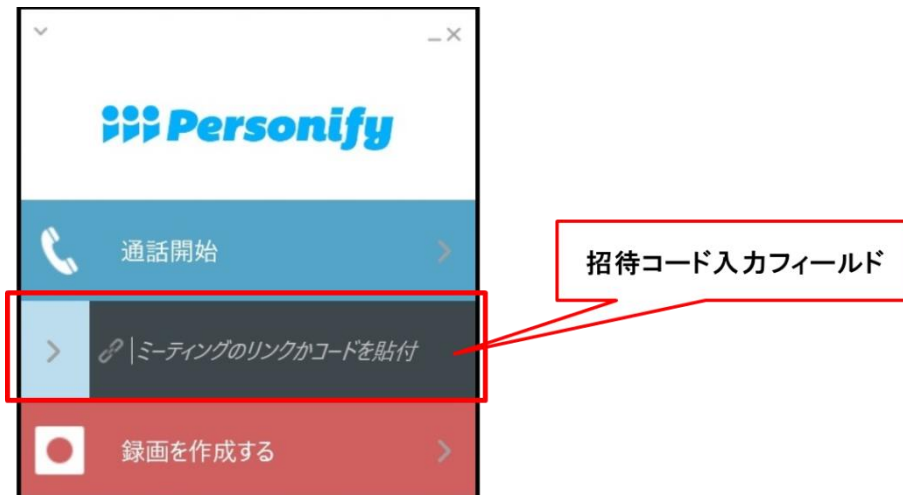 Personify
通話開始
招待コード入力フィールド
ミーティングのリンクかコードを貼付
録画を作成する